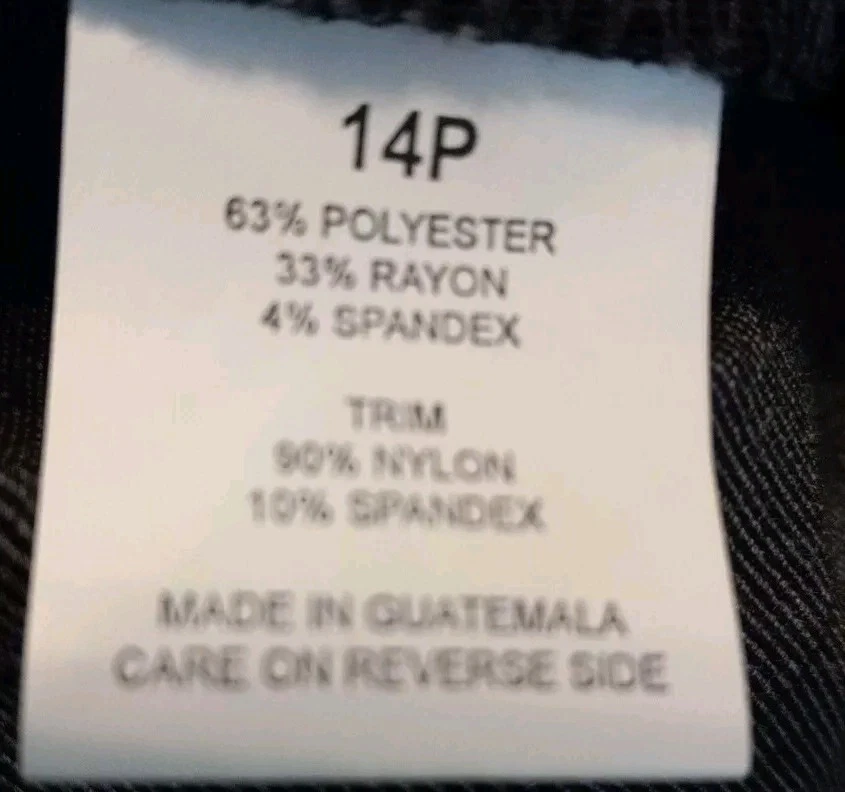 14P
63% POLYESTER
33% RAYON
4% SPANDEX
TRIM
90% NYLON
10% SPANDEX
MADE IN GUATEMALA
CARE ON REVERSE SIDE